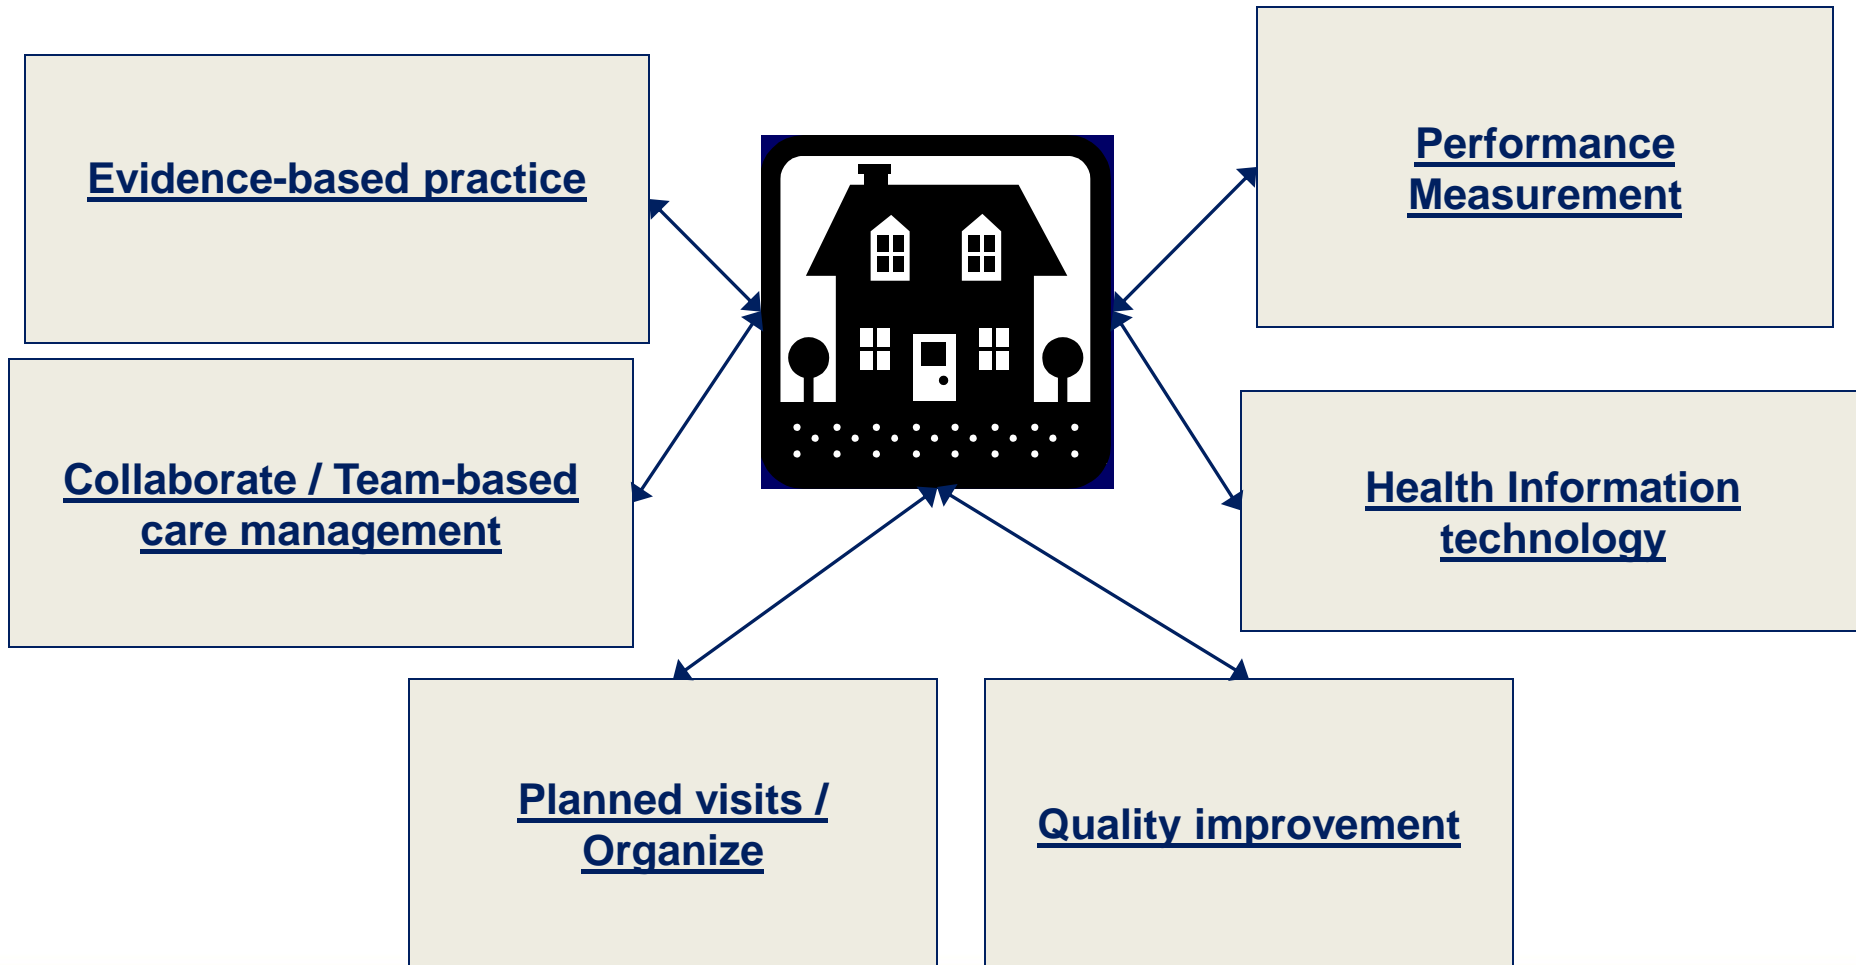 Evidence-based practice
Performance
Measurement
Collaborate / Team-based
care management
Health Information
technology
Planned visits /
Organize
Quality improvement